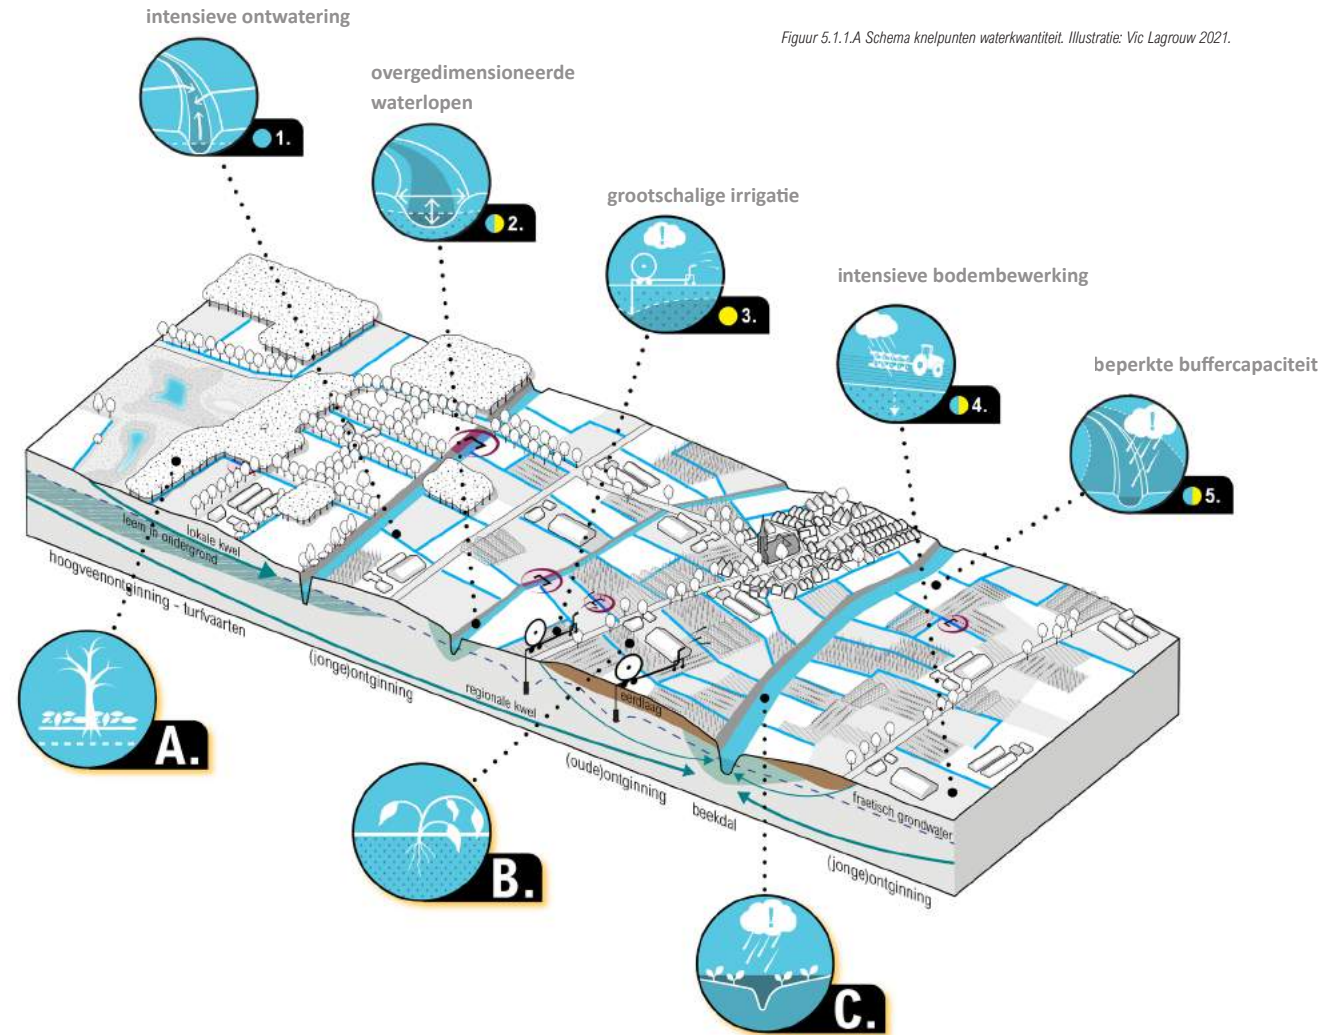 intensieve ontwatering
Figuur 5.1.1.A Schema knelpunten waterkwantiteit. Illustratie: Vic Lagrouw 2021.
overgedimensioneerde
waterlopen
1.
2.
grootschalige irrigatie
3.
intensieve bodembewerking
4.
beperkte buffercapaciteit
5.
lokale kwel
leem in ondergrond
hoogveenontginning - turfvaarten
(jonge)ontginning
regionale kwel
eerdlaag
(oude)ontginning
beekdal
freatisch grondwater
(jonge)ontginning
A.
B.
C.